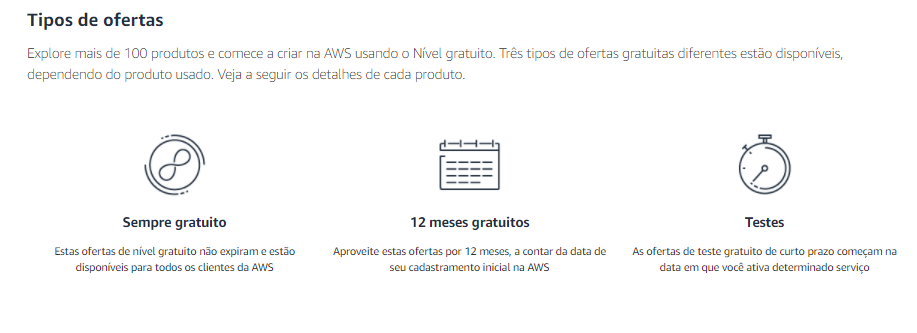 Tipos de ofertas
Explore mais de 100 produtos e comece a criar na AWS usando o Nível gratuito. Três tipos de ofertas gratuitas diferentes estão disponíveis,
dependendo do produto usado. Veja a seguir os detalhes de cada produto.
Sempre gratuito
Estas ofertas de nível gratuito não expiram e estão
disponíveis para todos os clientes da AWS
12 meses gratuitos
Aproveite estas ofertas por 12 meses, a contar da data de
seu cadastramento inicial na AWS
Testes
As ofertas de teste gratuito de curto prazo começam na
data em que você ativa determinado serviço